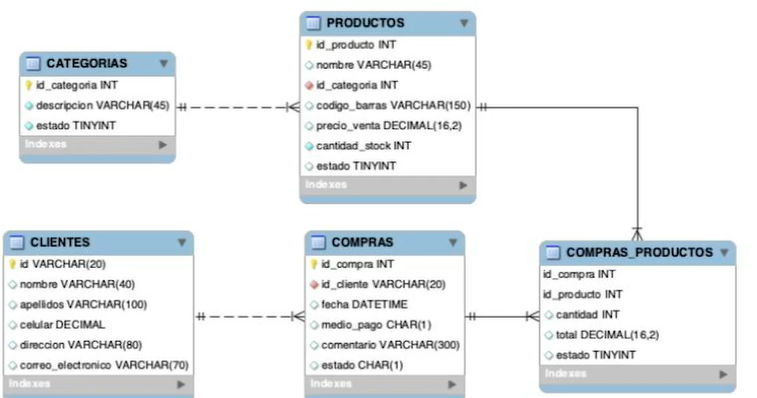 PRODUCTOS
id_producto INT
nombre VARCHAR(45)
id_categoria INT
codigo_barras VARCHAR(150)
precio_venta DECIMAL(16,2)
cantidad_stock INT
estado TINYINT
Indexes
CATEGORIAS
id_categoria INT
descripcion VARCHAR(45)
estado TINYINT
Indexes
CLIENTES
id VARCHAR(20)
nombre VARCHAR(40)
apellidos VARCHAR(100)
celular DECIMAL
direccion VARCHAR(80)
correo_electronico VARCHAR(70)
Indexes
COMPRAS
id_compra INT
id_cliente VARCHAR(20)
fecha DATETIME
medio_pago CHAR(1)
comentario VARCHAR(300)
estado CHAR(1)
Indexes
COMPRAS_PRODUCTOS
id_compra INT
id_producto INT
cantidad INT
total DECIMAL(16,2)
estado TINYINT
Indexes